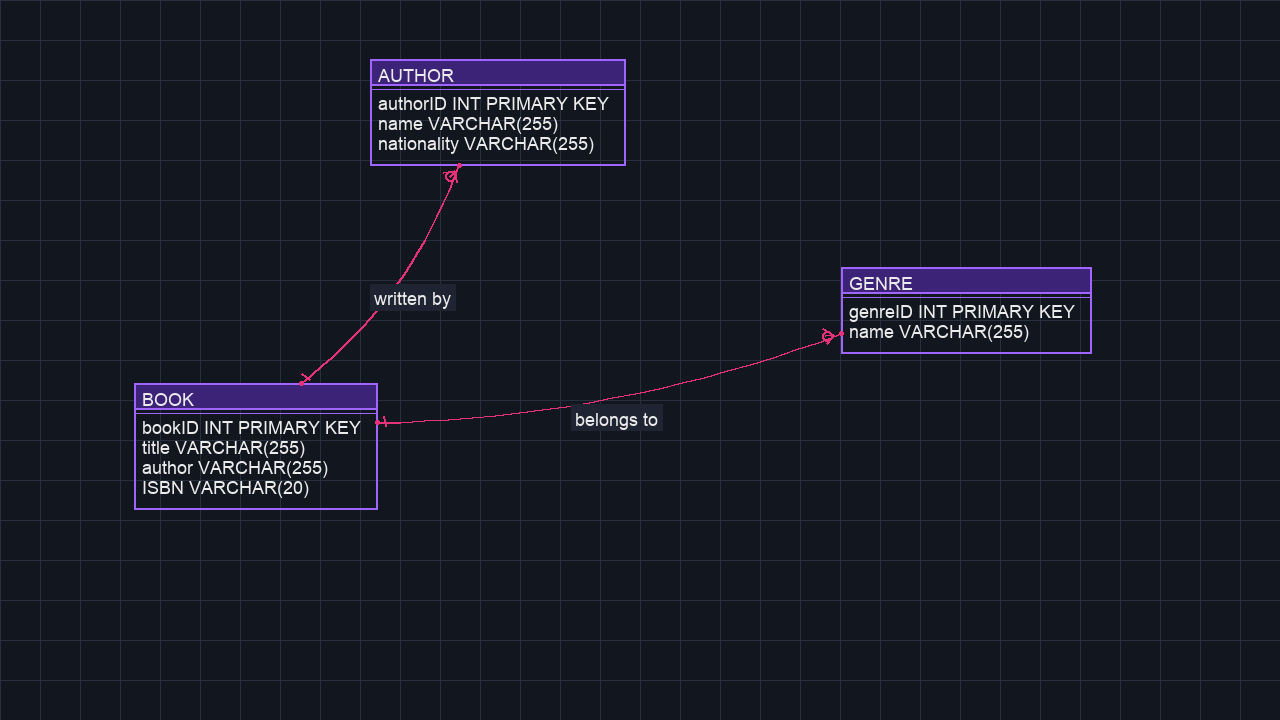 AUTHOR
authorID INT PRIMARY KEY
name VARCHAR(255)
nationality VARCHAR(255)
written by
GENRE
genreID INT PRIMARY KEY
name VARCHAR(255)
BOOK
bookID INT PRIMARY KEY
title VARCHAR(255)
author VARCHAR(255)
ISBN VARCHAR(20)
belongs to